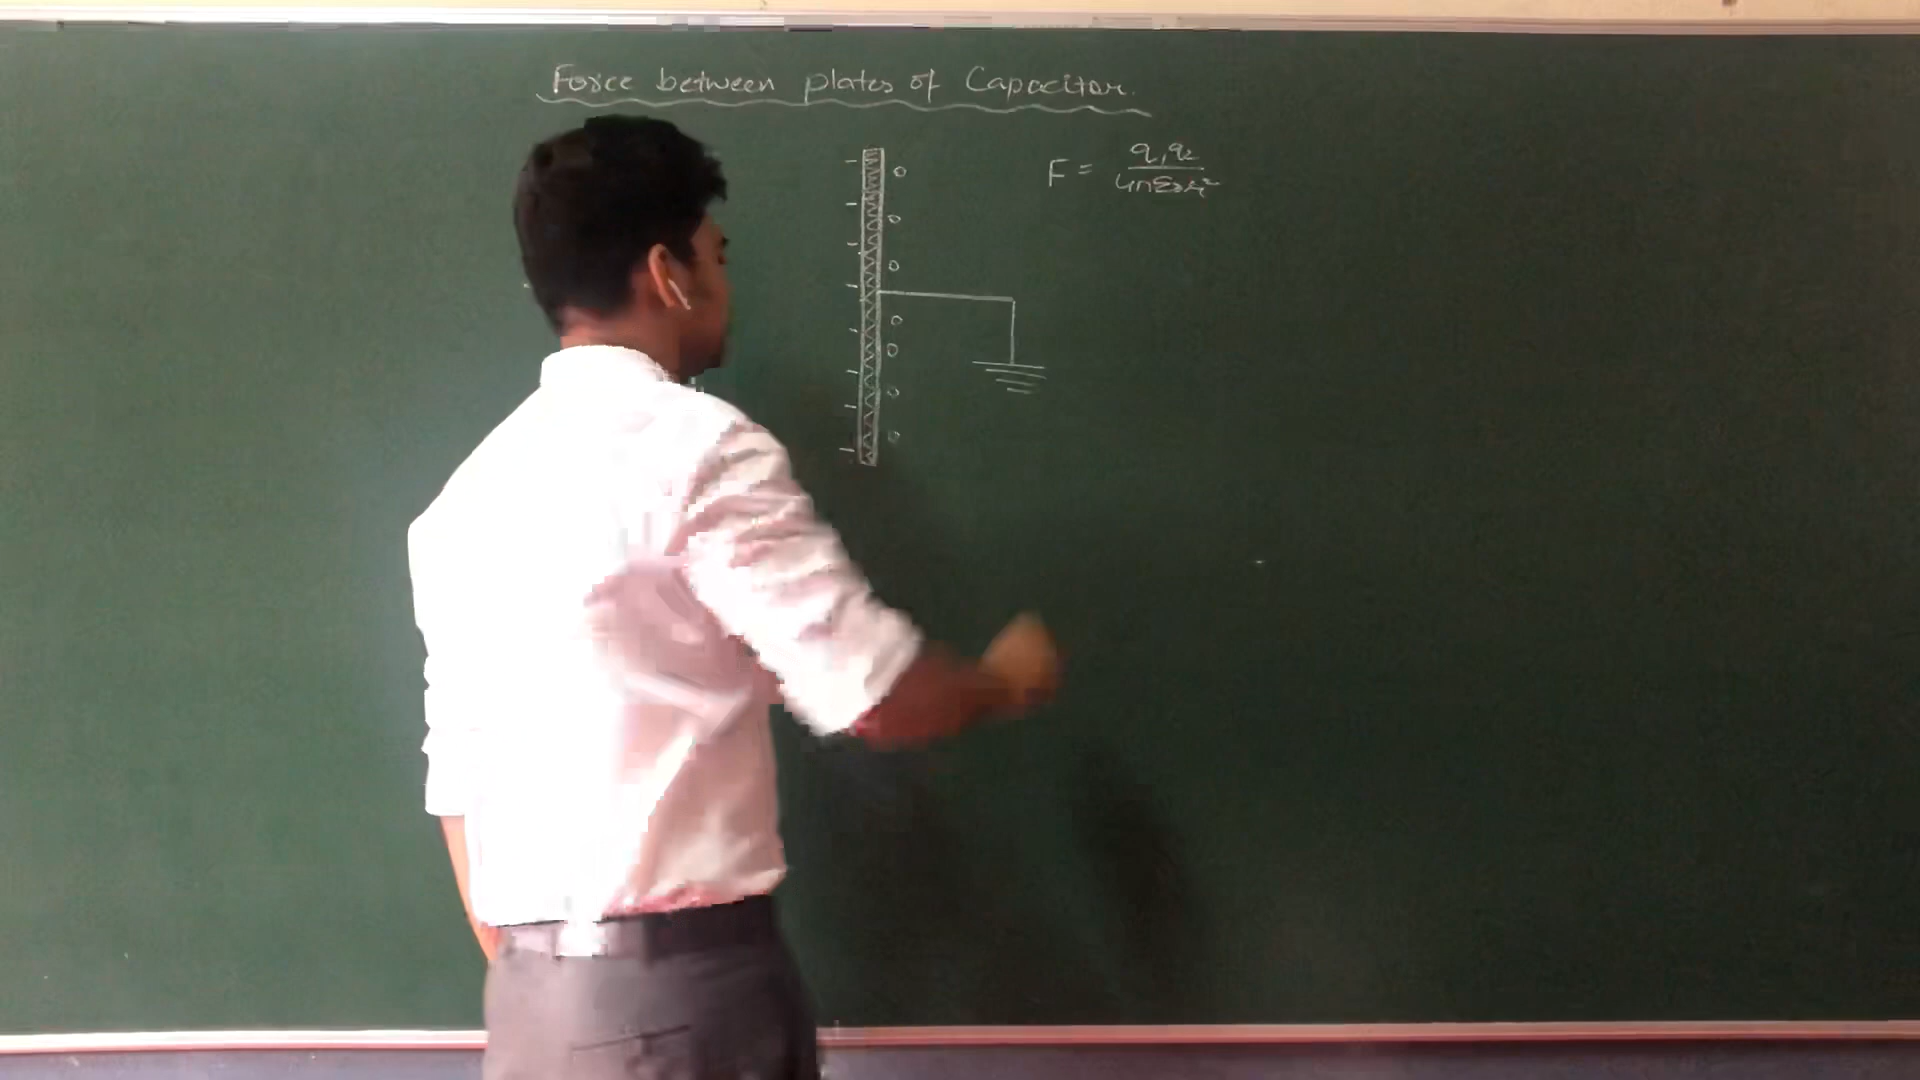 Force between plates of Capacitor.
F = q₁q₂ / 4πε₀r²